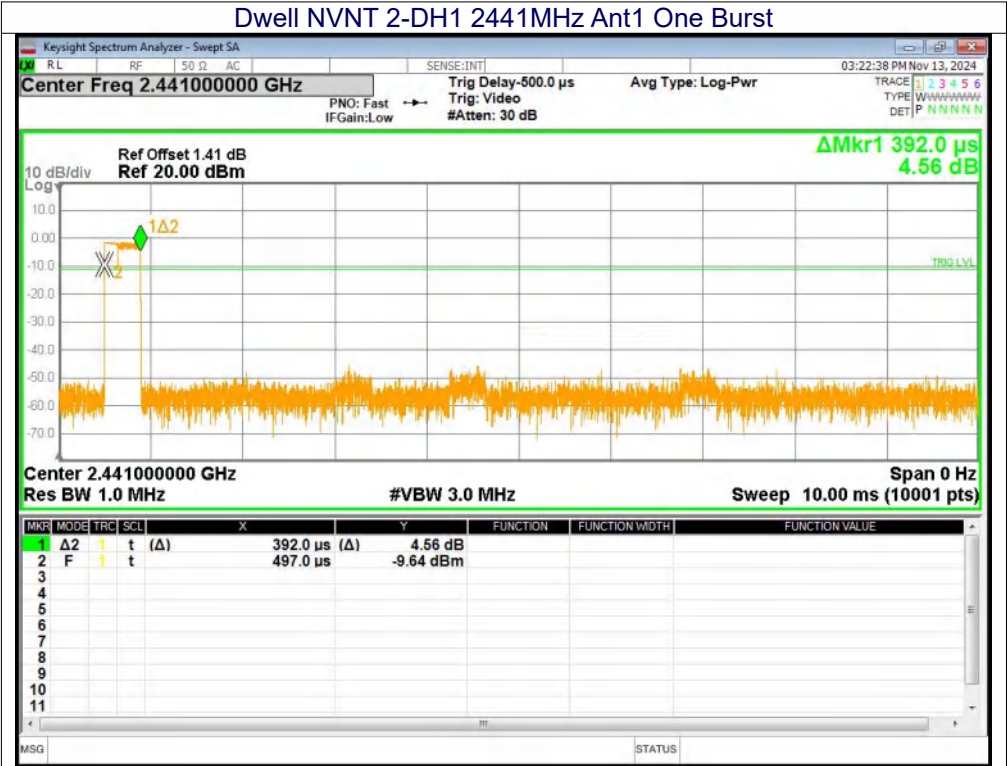 Dwell NVNT 2-DH1 2441MHz Ant1 One Burst
Keysight Spectrum Analyzer - Swept SA
LXI RL RF 50 Ω AC SENSE:INT 03:22:38 PM Nov 13, 2024
Center Freq 2.441000000 GHz Trig Delay-500.0 µs Avg Type: Log-Pwr TRACE 1 2 3 4 5 6
PNO: Fast Trig: Video TYPE WWWWWW
IFGain:Low #Atten: 30 dB DET P N N N N N
ΔMkr1 392.0 µs
4.56 dB
Ref Offset 1.41 dB
10 dB/div Ref 20.00 dBm
Log
10.0
0.00
1Δ2
-10.0
2
TRIG LVL
-20.0
-30.0
-40.0
-50.0
-60.0
-70.0
Center 2.441000000 GHz Span 0 Hz
Res BW 1.0 MHz #VBW 3.0 MHz Sweep 10.00 ms (10001 pts)
MKR MODE TRC SCL X Y FUNCTION FUNCTION WIDTH FUNCTION VALUE
1 Δ2 1 t (Δ) 392.0 µs (Δ) 4.56 dB
2 F 1 t 497.0 µs -9.64 dBm
3
4
5
6
7
8
9
10
11
MSG STATUS